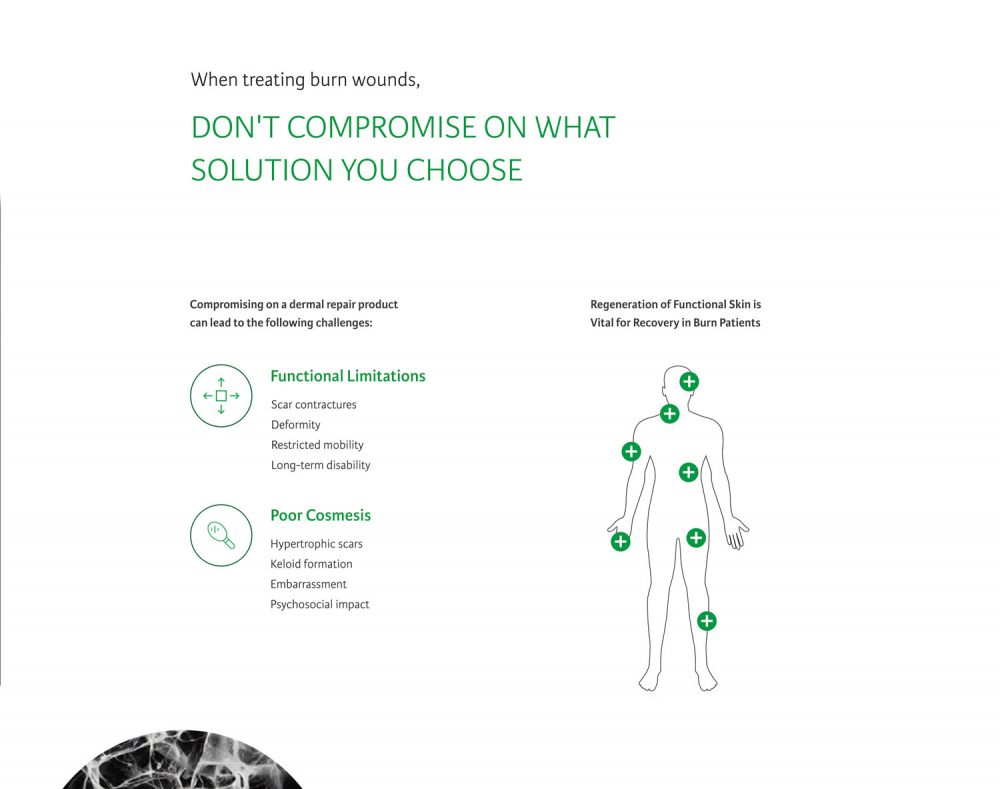 When treating burn wounds,
DON'T COMPROMISE ON WHAT
SOLUTION YOU CHOOSE
Compromising on a dermal repair product
can lead to the following challenges:
Functional Limitations
Scar contractures
Deformity
Restricted mobility
Long-term disability
Poor Cosmesis
Hypertrophic scars
Keloid formation
Embarrassment
Psychosocial impact
Regeneration of Functional Skin is
Vital for Recovery in Burn Patients